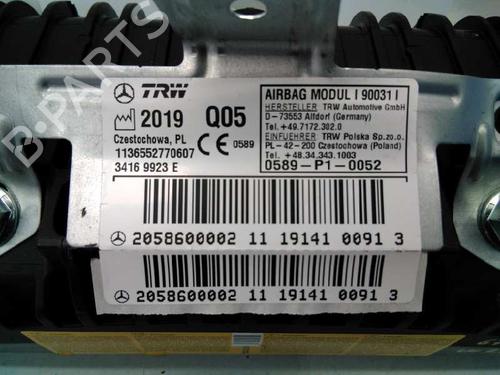 TRW
2019 Q05
Czestochowa, PL
1136552770607
3416 9923 E
CE 0589
AIRBAG MODUL I 90031 I
HERSTELLER TRW Automotive GmbH
D-73553 Alfdorf (Germany)
Tel. +49.7172.302.0
EINFUEHRER TRW Polska Sp.zo.o.
PL-42-200 Czestochowa (Poland)
Tel. +48.34.343.1003
0589-P1-0052
2058600002 11 19141 0091 3
2058600002 11 19141 0091 3
B-PARTS